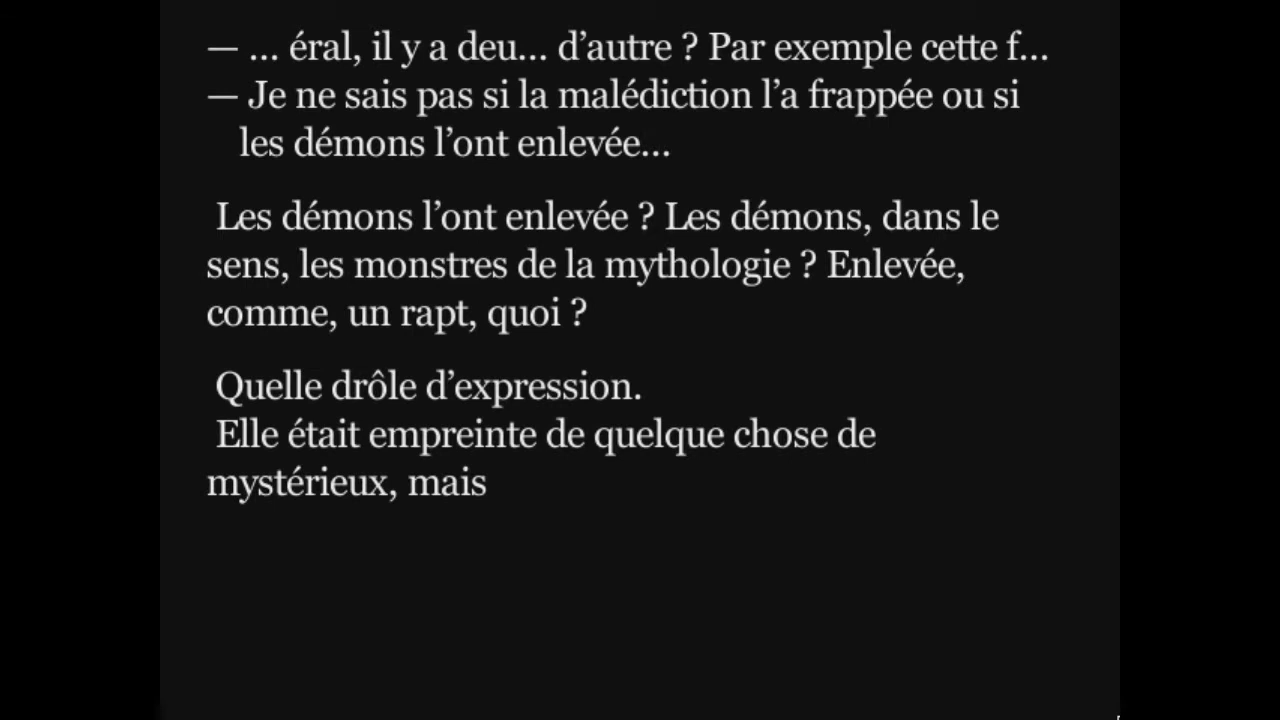 — ... éral, il y a deu... d’autre ? Par exemple cette f...
— Je ne sais pas si la malédiction l’a frappée ou si
les démons l’ont enlevée...
Les démons l’ont enlevée ? Les démons, dans le
sens, les monstres de la mythologie ? Enlevée,
comme, un rapt, quoi ?
Quelle drôle d’expression.
Elle était empreinte de quelque chose de
mystérieux, mais